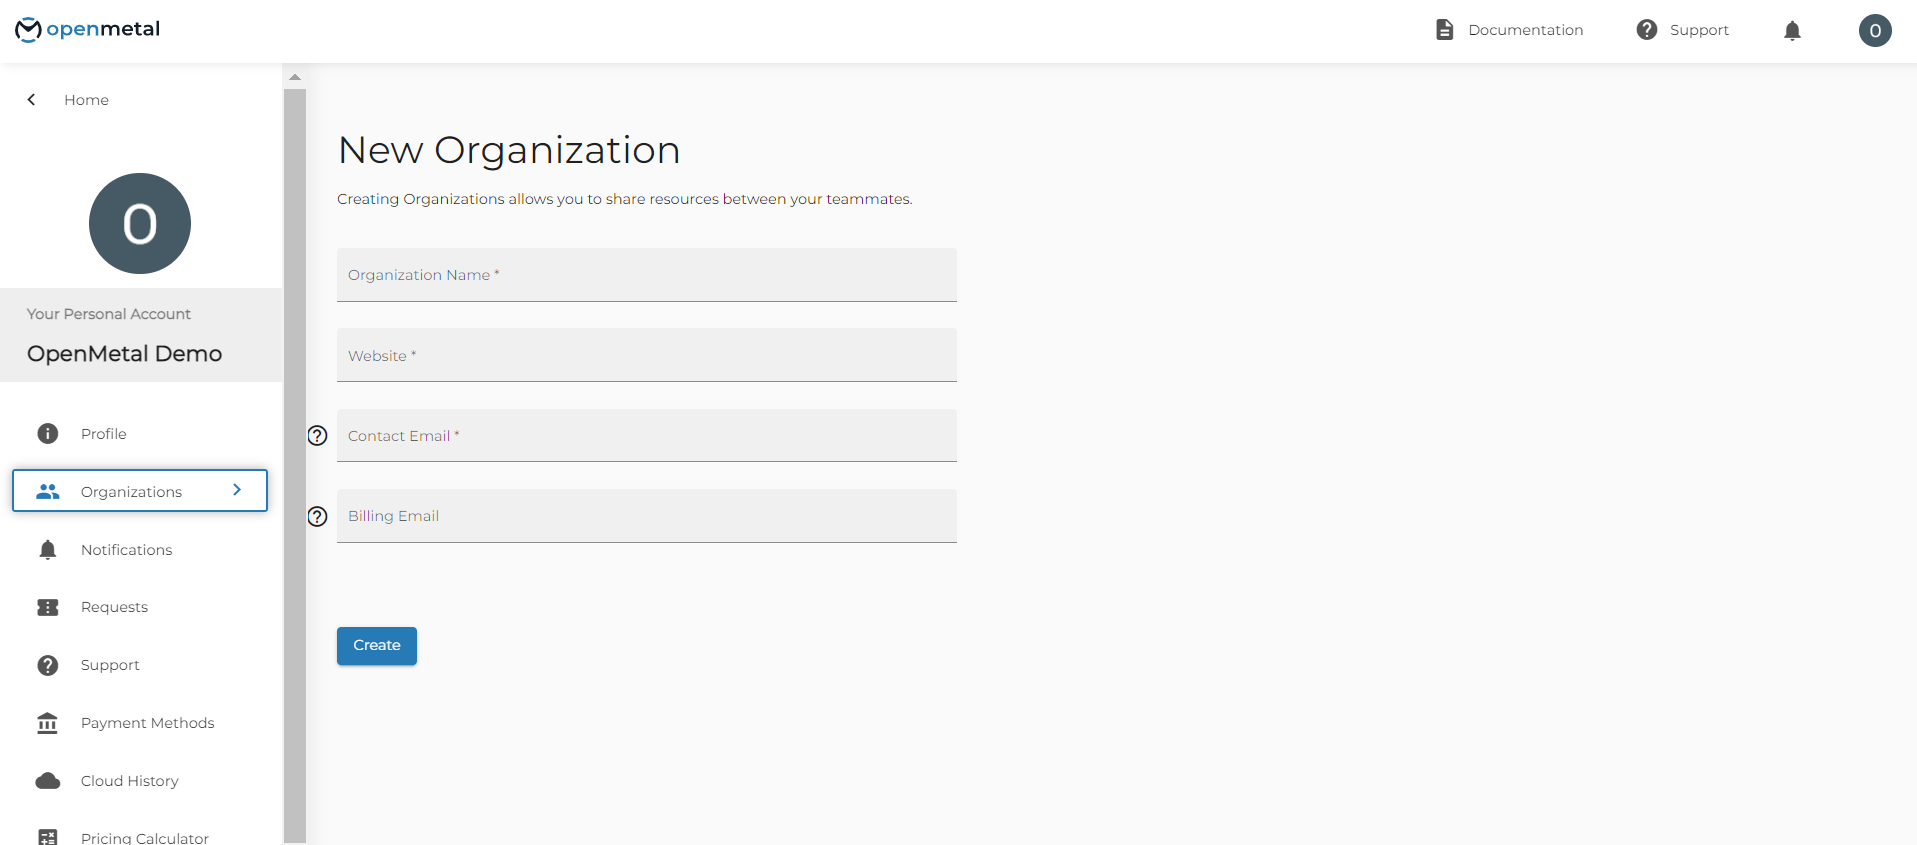 openmetal
Documentation
Support
0
Home
0
Your Personal Account
OpenMetal Demo
Profile
Organizations
Notifications
Requests
Support
Payment Methods
Cloud History
Pricing Calculator
New Organization
Creating Organizations allows you to share resources between your teammates.
Organization Name *
Website *
Contact Email *
Billing Email
Create